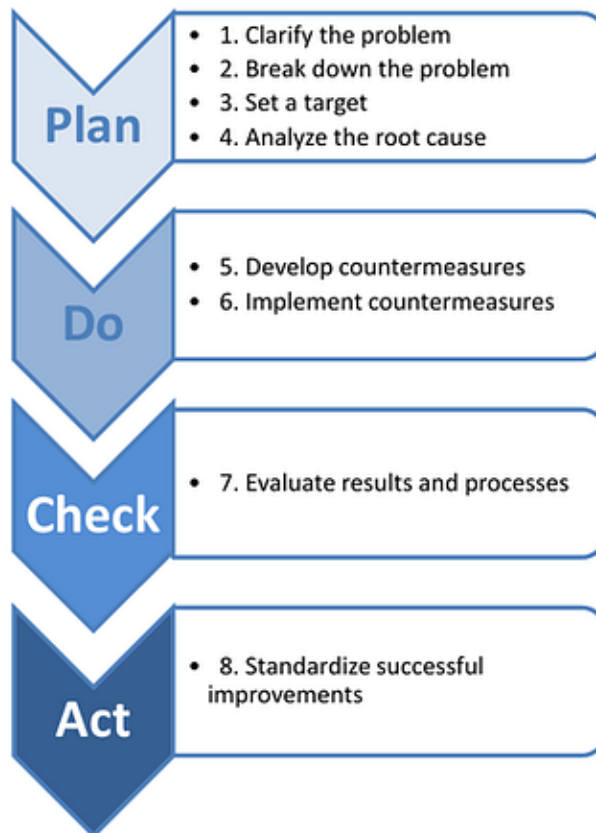 Plan
• 1. Clarify the problem
• 2. Break down the problem
• 3. Set a target
• 4. Analyze the root cause
Do
• 5. Develop countermeasures
• 6. Implement countermeasures
Check
• 7. Evaluate results and processes
Act
• 8. Standardize successful
improvements